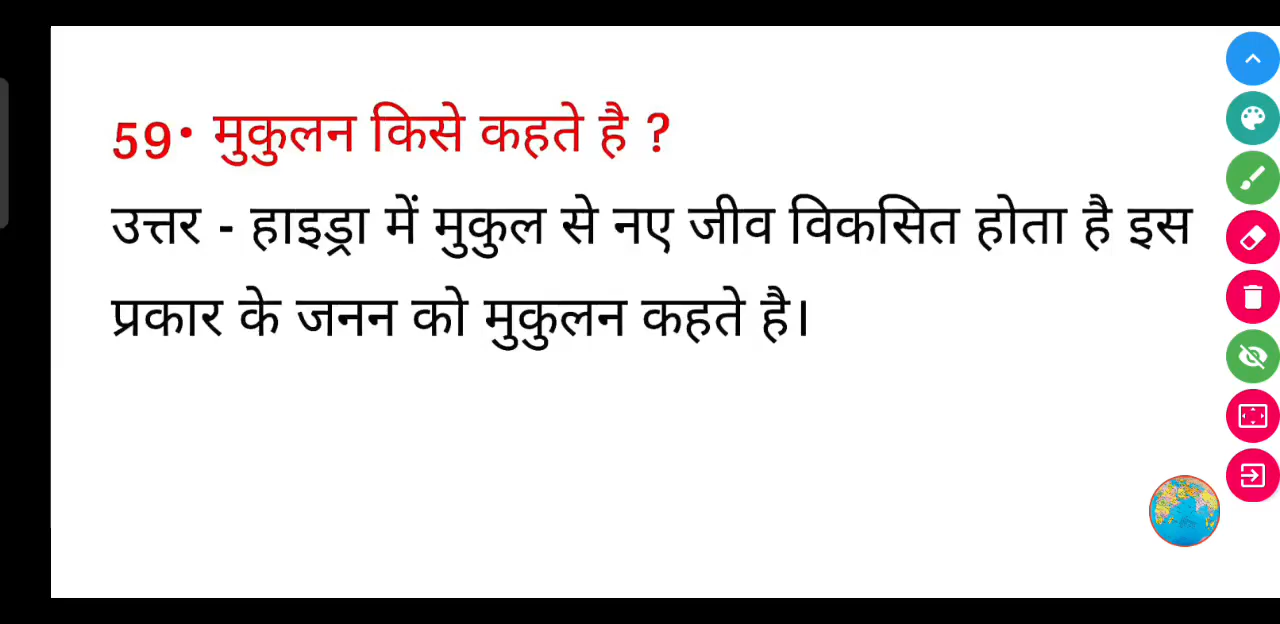 59• मुकुलन किसे कहते है ?
उत्तर - हाइड्रा में मुकुल से नए जीव विकसित होता है इस
प्रकार के जनन को मुकुलन कहते है।